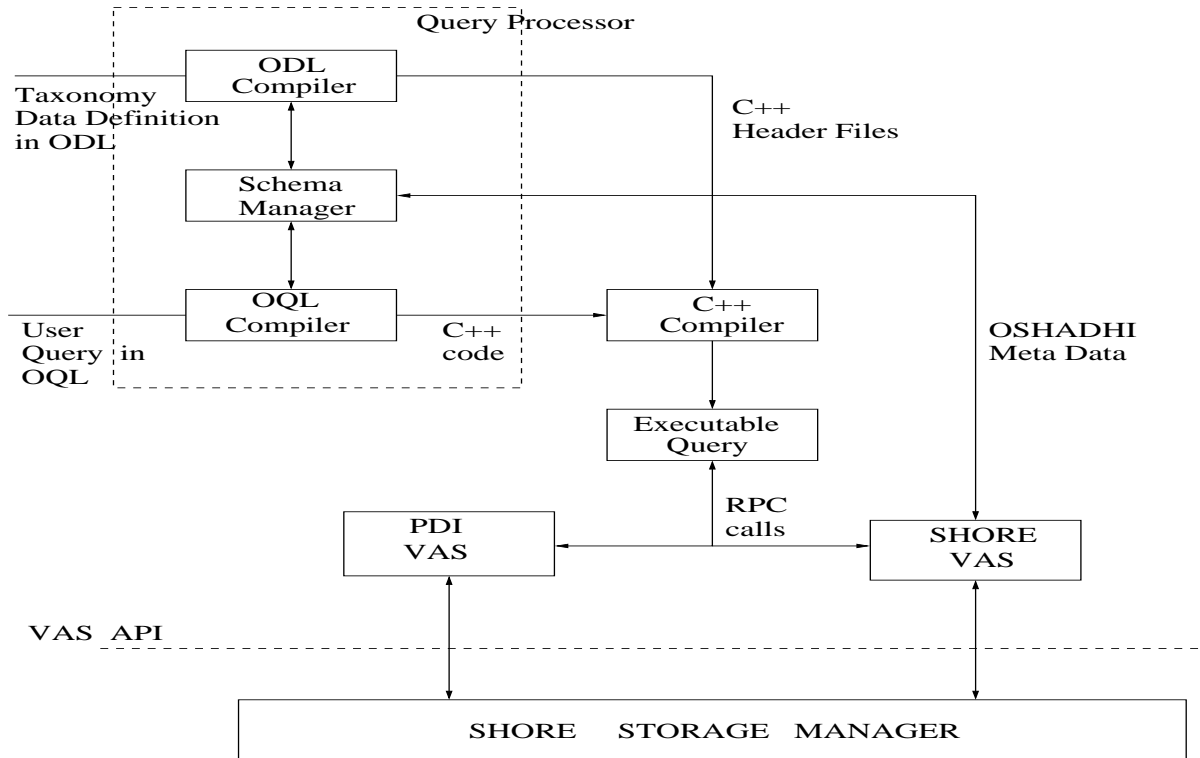 Query Processor
ODL
Compiler
Taxonomy
Data Definition
in ODL
C++
Header Files
Schema
Manager
OQL
Compiler
User
Query in
OQL
C++
code
C++
Compiler
OSHADHI
Meta Data
Executable
Query
RPC
calls
PDI
VAS
SHORE
VAS
VAS API
SHORE STORAGE MANAGER